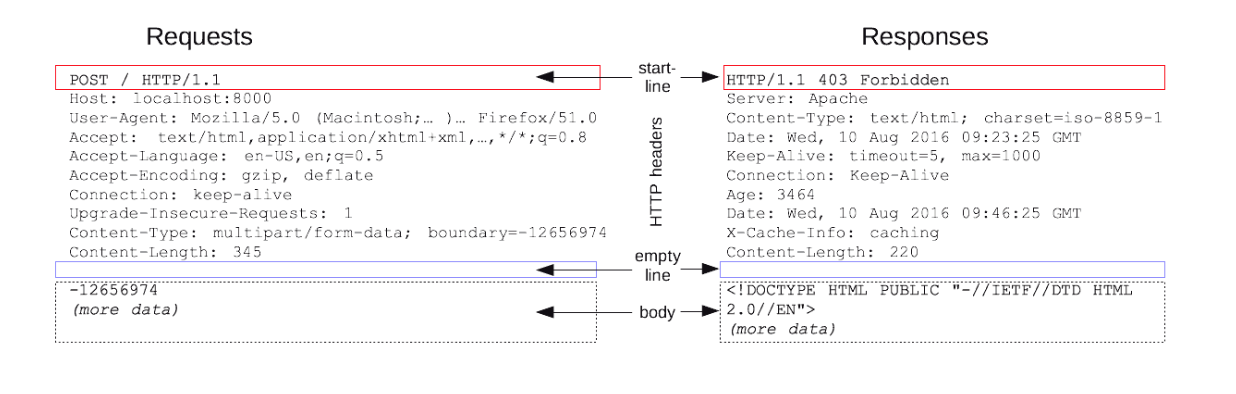 Requests
POST / HTTP/1.1
Host: localhost:8000
User-Agent: Mozilla/5.0 (Macintosh;… )… Firefox/51.0
Accept: text/html,application/xhtml+xml,…,*/*;q=0.8
Accept-Language: en-US,en;q=0.5
Accept-Encoding: gzip, deflate
Connection: keep-alive
Upgrade-Insecure-Requests: 1
Content-Type: multipart/form-data; boundary=-12656974
Content-Length: 345
-12656974
(more data)
start-
line
HTTP headers
empty
line
body
Responses
HTTP/1.1 403 Forbidden
Server: Apache
Content-Type: text/html; charset=iso-8859-1
Date: Wed, 10 Aug 2016 09:23:25 GMT
Keep-Alive: timeout=5, max=1000
Connection: Keep-Alive
Age: 3464
Date: Wed, 10 Aug 2016 09:46:25 GMT
X-Cache-Info: caching
Content-Length: 220
<!DOCTYPE HTML PUBLIC "-//IETF//DTD HTML
2.0//EN">
(more data)